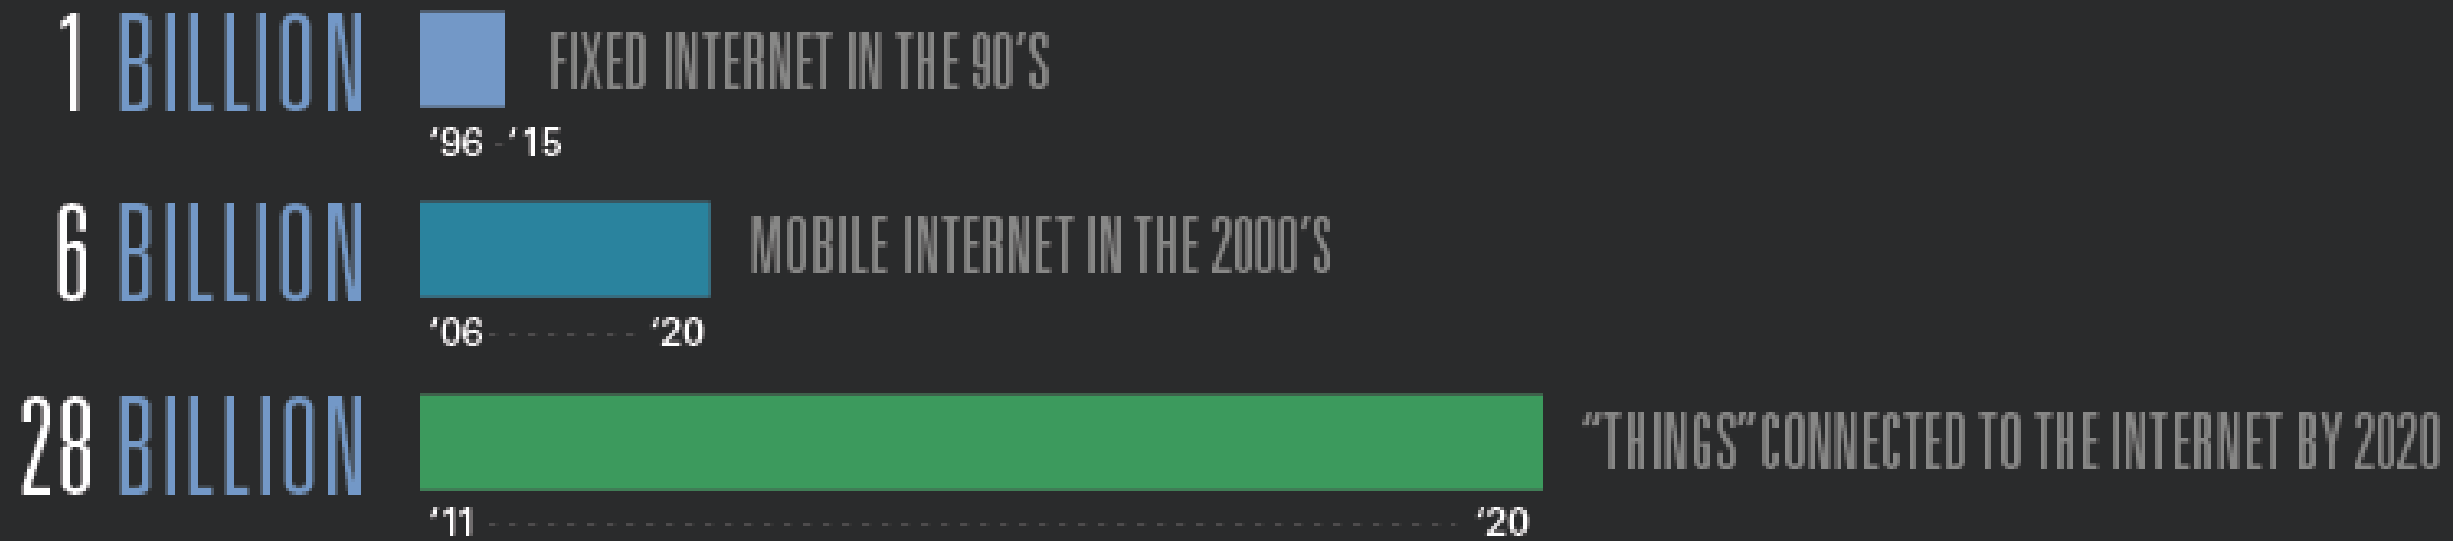 1 BILLION FIXED INTERNET IN THE 90'S
'96 - '15
6 BILLION MOBILE INTERNET IN THE 2000'S
'06 - - - - - - - - '20
28 BILLION "THINGS" CONNECTED TO THE INTERNET BY 2020
'11 - - - - - - - - - - - - - - - - - - - - - - - - - - - - - - - - - - - - - - - - - - - - - - - - - - '20